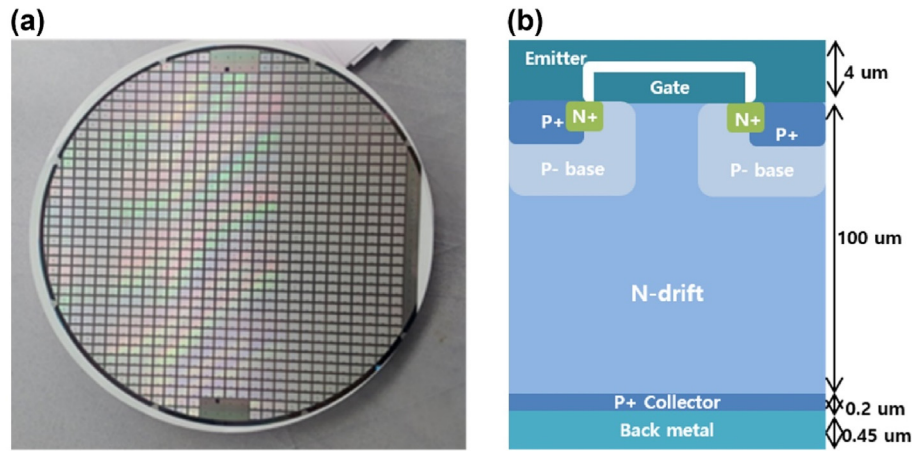 (a)
(b)
Emitter
Gate
4 um
P+
N+
N+
P+
P- base
P- base
100 um
N-drift
P+ Collector
0.2 um
Back metal
0.45 um